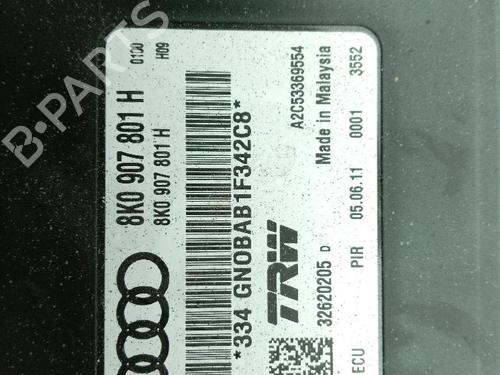 8K0 907 801 H
0100
8K0 907 801 H
H09
*334 GNOBAB1F342C8*
TRW
A2C53369554
32620205 D
Made in Malaysia
ECU
PIR
05.06.11
0001
3552
B-PARTS